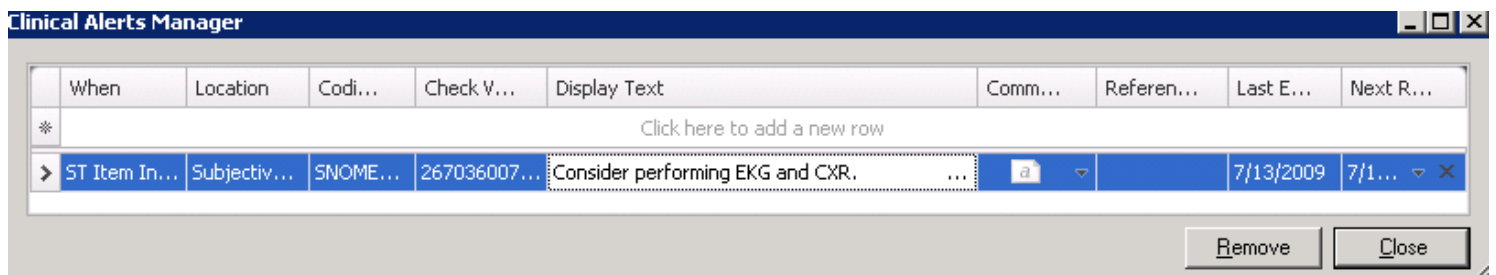 Clinical Alerts Manager
When Location Codi... Check V... Display Text Comm... Referen... Last E... Next R...
Click here to add a new row
ST Item In... Subjectiv... SNOME... 267036007... Consider performing EKG and CXR. ... a 7/13/2009 7/1...
Remove Close